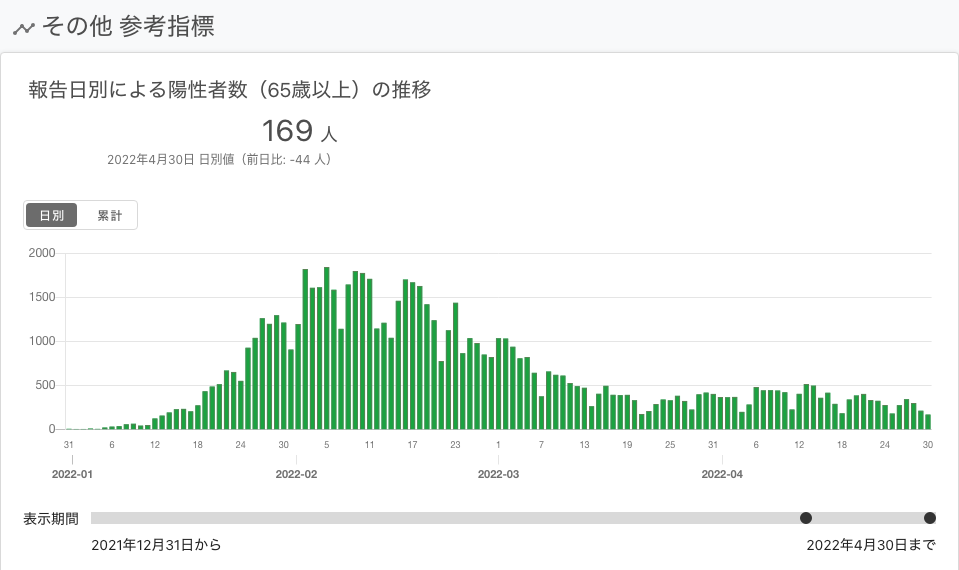 その他 参考指標
報告日別による陽性者数（65歳以上）の推移
169 人
2022年4月30日 日別値（前日比: -44 人）
日別 累計
2000
1500
1000
500
0
31 6 12 18 24 30 5 11 17 23 1 7 13 19 25 31 6 12 18 24 30
2022-01 2022-02 2022-03 2022-04
表示期間
2021年12月31日から 2022年4月30日まで